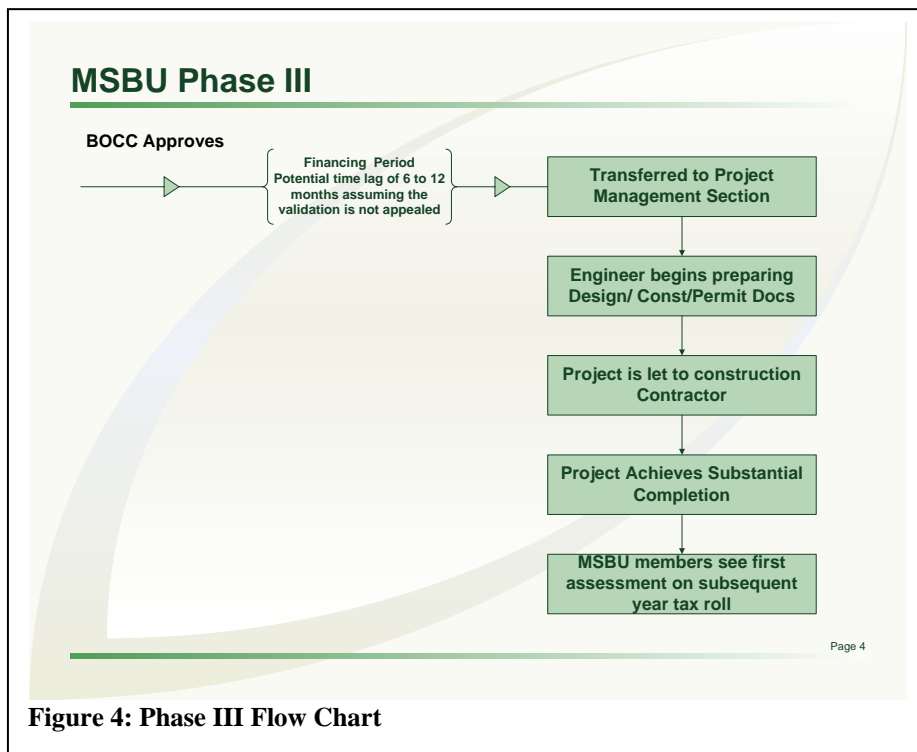 MSBU Phase III
BOCC Approves
Financing Period
Potential time lag of 6 to 12
months assuming the
validation is not appealed
Transferred to Project
Management Section
Engineer begins preparing
Design/ Const/Permit Docs
Project is let to construction
Contractor
Project Achieves Substantial
Completion
MSBU members see first
assessment on subsequent
year tax roll
Page 4
Figure 4: Phase III Flow Chart